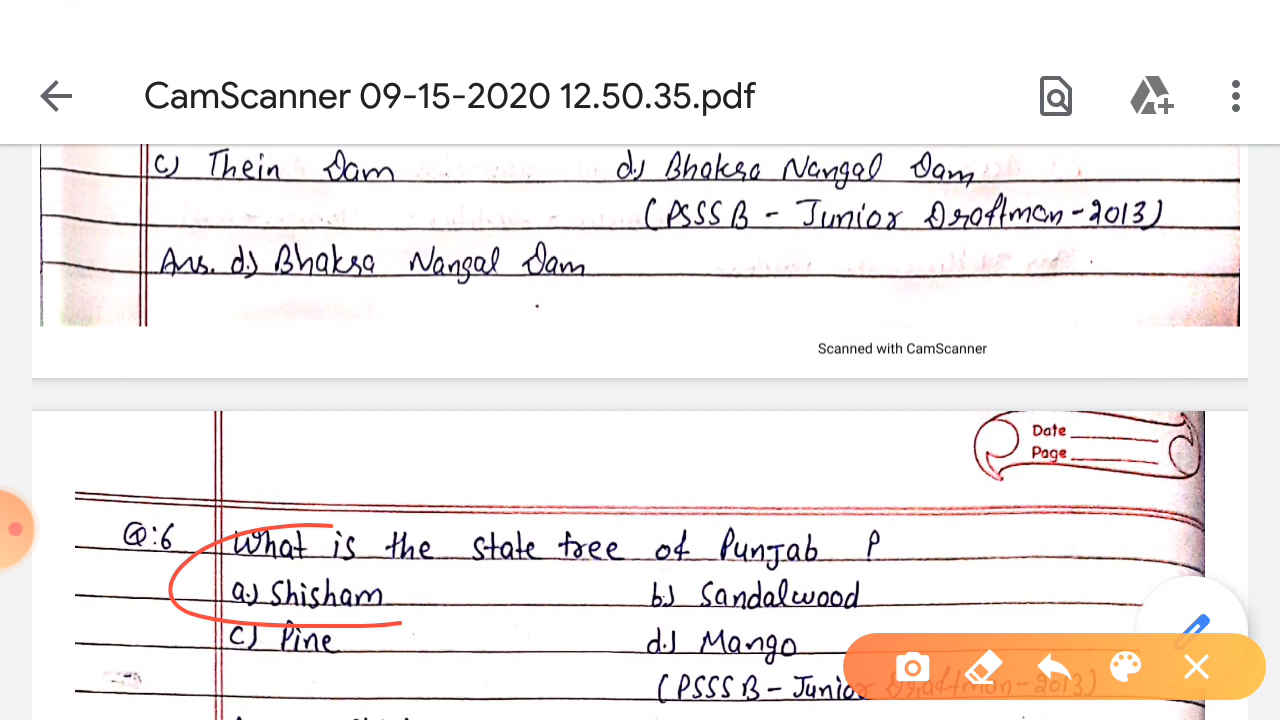 CamScanner 09-15-2020 12.50.35.pdf
c) Thein Dam d.) Bhakra Nangal Dam
(PSSSB - Junior Draftman-2013)
Ans. d.) Bhakra Nangal Dam
Scanned with CamScanner
Date
Page
Q:6 What is the state tree of Punjab ?
a.) Shisham b.) Sandalwood
c) Pine d.) Mango
(PSSSB - Junior Draftman-2013)